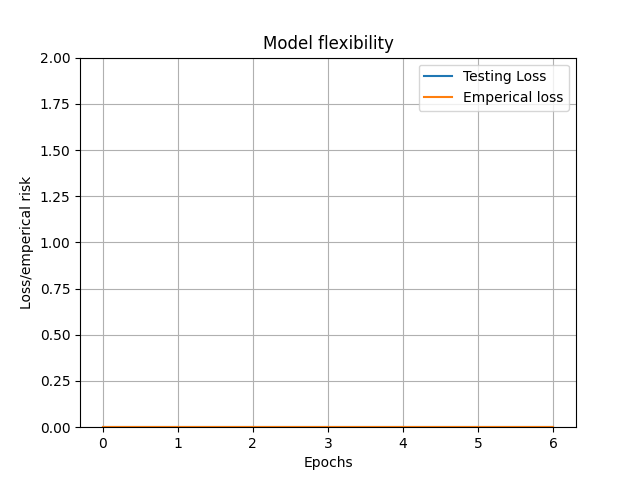 Model flexibility
2.00
1.75
1.50
1.25
1.00
0.75
0.50
0.25
0.00
Loss/emperical risk
Testing Loss
Emperical loss
0 1 2 3 4 5 6
Epochs